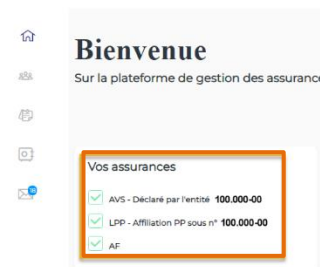 Bienvenue
Sur la plateforme de gestion des assuranc
Vos assurances
AVS - Déclaré par l'entité 100.000-00
LPP - Affiliation PP sous n° 100.000-00
AF